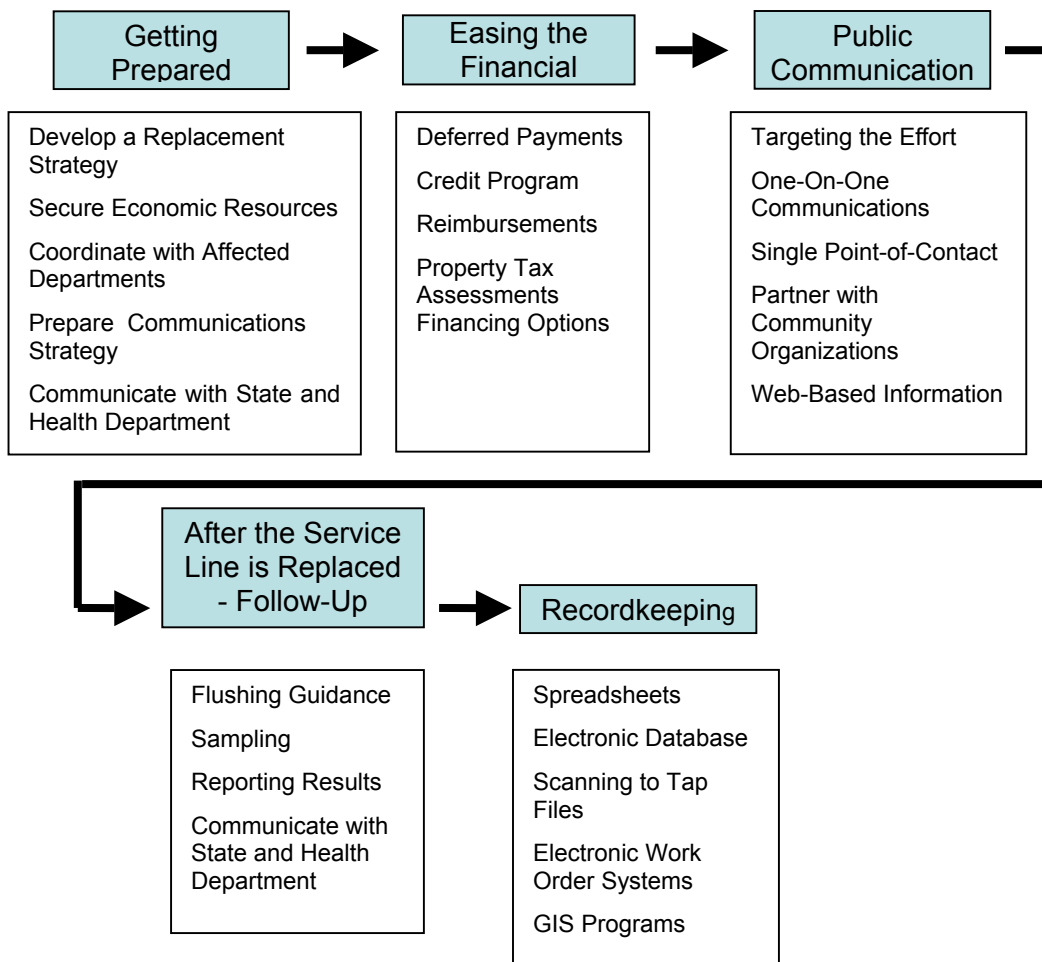 Getting
Prepared
Easing the
Financial
Public
Communication
Develop a Replacement
Strategy
Secure Economic Resources
Coordinate with Affected
Departments
Prepare Communications
Strategy
Communicate with State and
Health Department
Deferred Payments
Credit Program
Reimbursements
Property Tax
Assessments
Financing Options
Targeting the Effort
One-On-One
Communications
Single Point-of-Contact
Partner with
Community
Organizations
Web-Based Information
After the Service
Line is Replaced
- Follow-Up
Recordkeeping
Flushing Guidance
Sampling
Reporting Results
Communicate with
State and Health
Department
Spreadsheets
Electronic Database
Scanning to Tap
Files
Electronic Work
Order Systems
GIS Programs